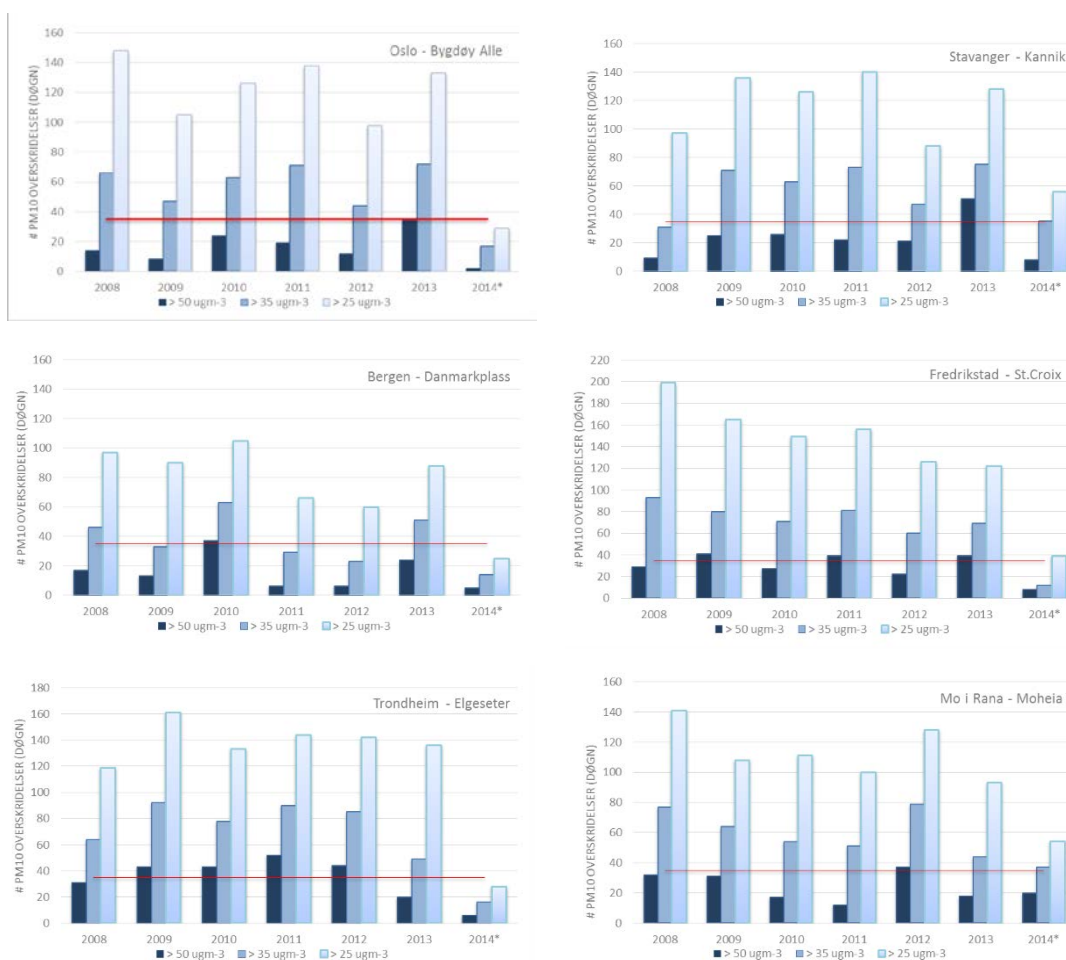 Oslo - Bygdøy Alle
# PM10 OVERSKRIDELSER (DØGN)
160
140
120
100
80
60
40
20
0
2008 2009 2010 2011 2012 2013 2014*
> 50 ugm-3 > 35 ugm-3 > 25 ugm-3
Stavanger - Kannik
# PM10 OVERSKRIDELSER (DØGN)
160
140
120
100
80
60
40
20
0
2008 2009 2010 2011 2012 2013 2014*
> 50 ugm-3 > 35 ugm-3 > 25 ugm-3
Bergen - Danmarkplass
# PM10 OVERSKRIDELSER (DØGN)
160
140
120
100
80
60
40
20
0
2008 2009 2010 2011 2012 2013 2014*
> 50 ugm-3 > 35 ugm-3 > 25 ugm-3
Fredrikstad - St.Croix
# PM10 OVERSKRIDELSER (DØGN)
220
200
180
160
140
120
100
80
60
40
20
0
2008 2009 2010 2011 2012 2013 2014*
> 50 ugm-3 > 35 ugm-3 > 25 ugm-3
Trondheim - Elgeseter
# PM10 OVERSKRIDELSER (DØGN)
180
160
140
120
100
80
60
40
20
0
2008 2009 2010 2011 2012 2013 2014*
> 50 ugm-3 > 35 ugm-3 > 25 ugm-3
Mo i Rana - Moheia
# PM10 OVERSKRIDELSER (DØGN)
160
140
120
100
80
60
40
20
0
2008 2009 2010 2011 2012 2013 2014*
> 50 ugm-3 > 35 ugm-3 > 25 ugm-3